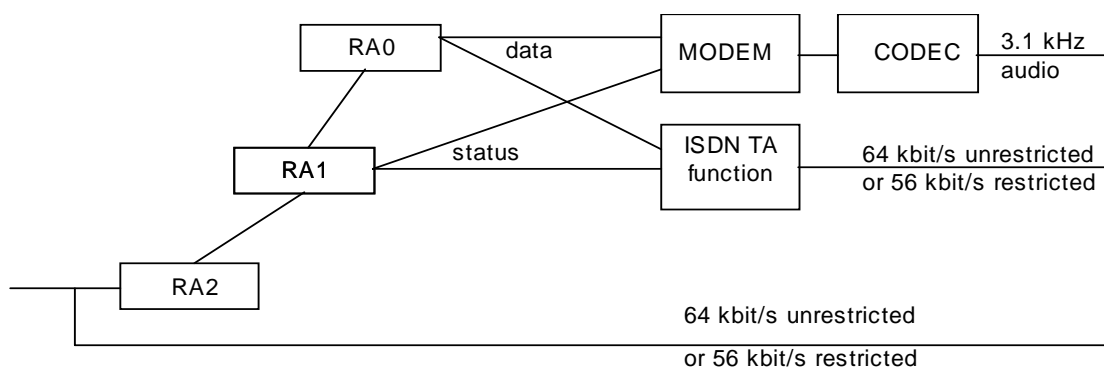 RA0
data
MODEM
CODEC
3.1 kHz
audio
RA1
status
ISDN TA
function
64 kbit/s unrestricted
or 56 kbit/s restricted
RA2
64 kbit/s unrestricted
or 56 kbit/s restricted